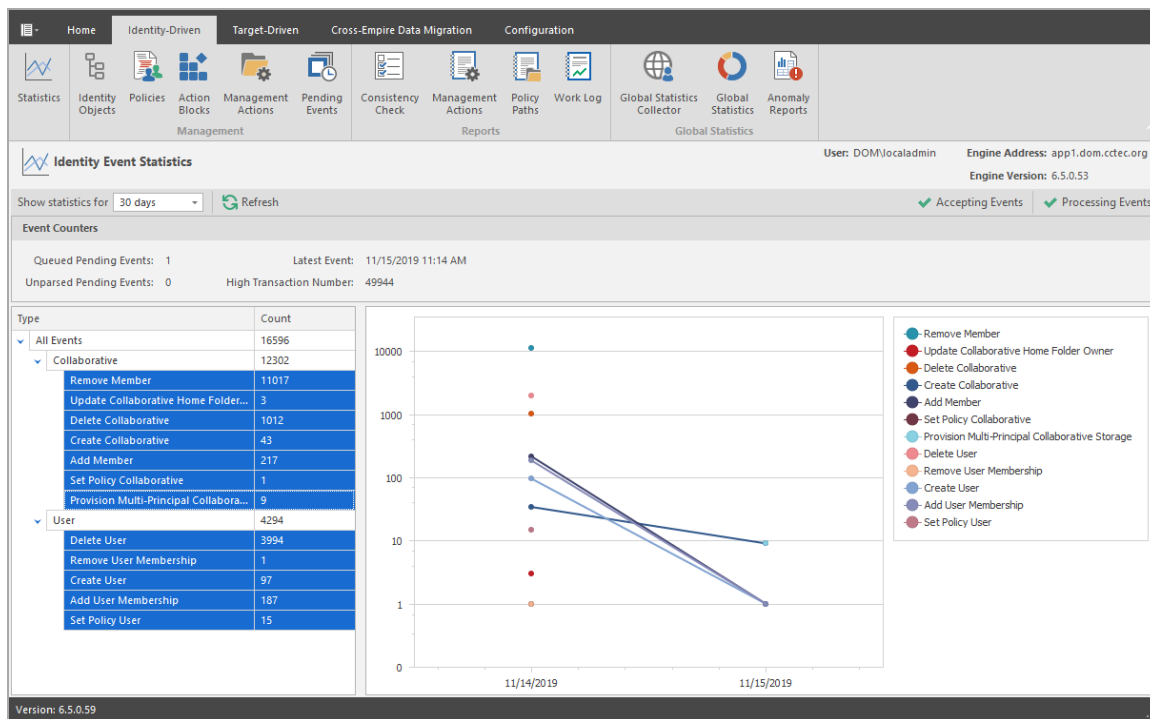 Home Identity-Driven Target-Driven Cross-Empire Data Migration Configuration
Statistics
Identity Objects
Policies
Action Blocks
Management Actions
Pending Events
Management
Consistency Check
Management Actions
Policy Paths
Work Log
Reports
Global Statistics Collector
Global Statistics
Anomaly Reports
Global Statistics
Identity Event Statistics
User: DOM\localadmin
Engine Address: app1.dom.cctec.org
Engine Version: 6.5.0.53
Show statistics for 30 days Refresh
Accepting Events Processing Events
Event Counters
Queued Pending Events: 1 Latest Event: 11/15/2019 11:14 AM
Unparsed Pending Events: 0 High Transaction Number: 49944
Type Count
All Events 16596
Collaborative 12302
Remove Member 11017
Update Collaborative Home Folder... 3
Delete Collaborative 1012
Create Collaborative 43
Add Member 217
Set Policy Collaborative 1
Provision Multi-Principal Collabora... 9
User 4294
Delete User 3994
Remove User Membership 1
Create User 97
Add User Membership 187
Set Policy User 15
10000
1000
100
10
1
0
11/14/2019 11/15/2019
Remove Member
Update Collaborative Home Folder Owner
Delete Collaborative
Create Collaborative
Add Member
Set Policy Collaborative
Provision Multi-Principal Collaborative Storage
Delete User
Remove User Membership
Create User
Add User Membership
Set Policy User
Version: 6.5.0.59